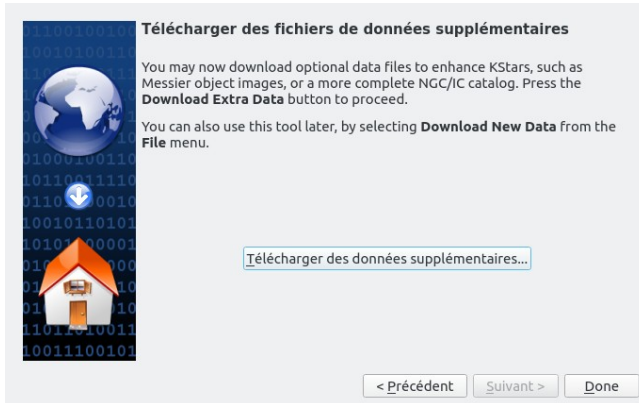 Télécharger des fichiers de données supplémentaires
You may now download optional data files to enhance KStars, such as
Messier object images, or a more complete NGC/IC catalog. Press the
Download Extra Data button to proceed.
You can also use this tool later, by selecting Download New Data from the
File menu.
Télécharger des données supplémentaires...
< Précédent
Suivant >
Done